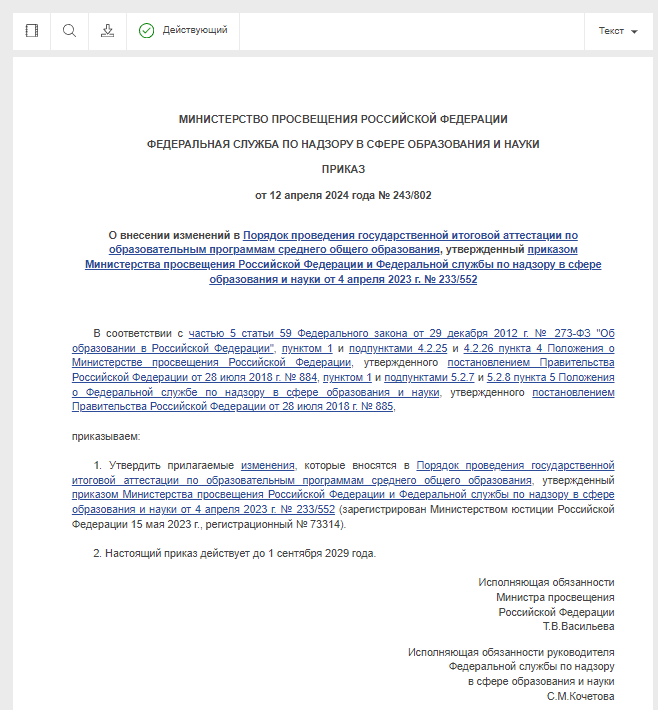 Действующий
Текст
МИНИСТЕРСТВО ПРОСВЕЩЕНИЯ РОССИЙСКОЙ ФЕДЕРАЦИИ
ФЕДЕРАЛЬНАЯ СЛУЖБА ПО НАДЗОРУ В СФЕРЕ ОБРАЗОВАНИЯ И НАУКИ
ПРИКАЗ
от 12 апреля 2024 года № 243/802
О внесении изменений в Порядок проведения государственной итоговой аттестации по
образовательным программам среднего общего образования, утвержденный приказом
Министерства просвещения Российской Федерации и Федеральной службы по надзору в сфере
образования и науки от 4 апреля 2023 г. № 233/552
В соответствии с частью 5 статьи 59 Федерального закона от 29 декабря 2012 г. № 273-ФЗ "Об
образовании в Российской Федерации", пунктом 1 и подпунктами 4.2.25 и 4.2.26 пункта 4 Положения о
Министерстве просвещения Российской Федерации, утвержденного постановлением Правительства
Российской Федерации от 28 июля 2018 г. № 884, пунктом 1 и подпунктами 5.2.7 и 5.2.8 пункта 5 Положения
о Федеральной службе по надзору в сфере образования и науки, утвержденного постановлением
Правительства Российской Федерации от 28 июля 2018 г. № 885,
приказываем:
1. Утвердить прилагаемые изменения, которые вносятся в Порядок проведения государственной
итоговой аттестации по образовательным программам среднего общего образования, утвержденный
приказом Министерства просвещения Российской Федерации и Федеральной службы по надзору в сфере
образования и науки от 4 апреля 2023 г. № 233/552 (зарегистрирован Министерством юстиции Российской
Федерации 15 мая 2023 г., регистрационный № 73314).
2. Настоящий приказ действует до 1 сентября 2029 года.
Исполняющая обязанности
Министра просвещения
Российской Федерации
Т.В.Васильева
Исполняющая обязанности руководителя
Федеральной службы по надзору
в сфере образования и науки
С.М.Кочетова